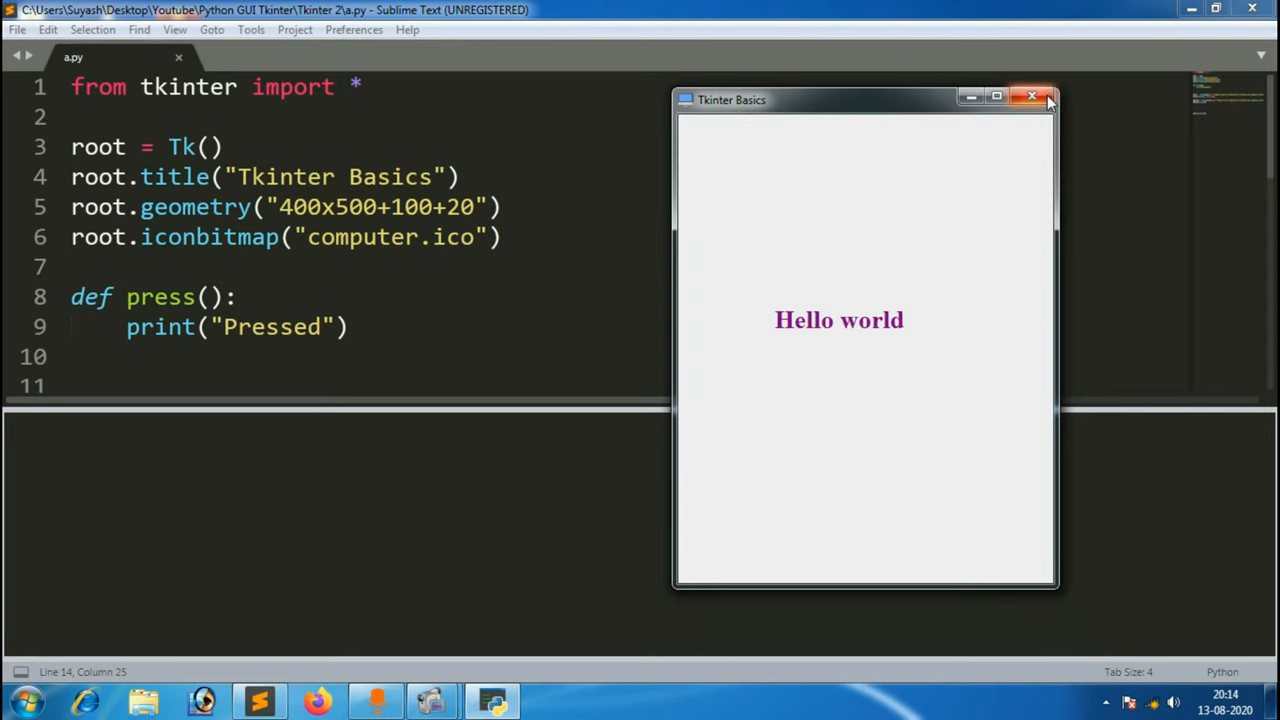 C:\Users\Suyash\Desktop\Youtube\Python GUI Tkinter\Tkinter 2\a.py - Sublime Text (UNREGISTERED)
File Edit Selection Find View Goto Tools Project Preferences Help
a.py
1 from tkinter import *
2
3 root = Tk()
4 root.title("Tkinter Basics")
5 root.geometry("400x500+100+20")
6 root.iconbitmap("computer.ico")
7
8 def press():
9 print("Pressed")
10
11
Tkinter Basics
Hello world
Line 14, Column 25
Tab Size: 4
Python
20:14
13-08-2020